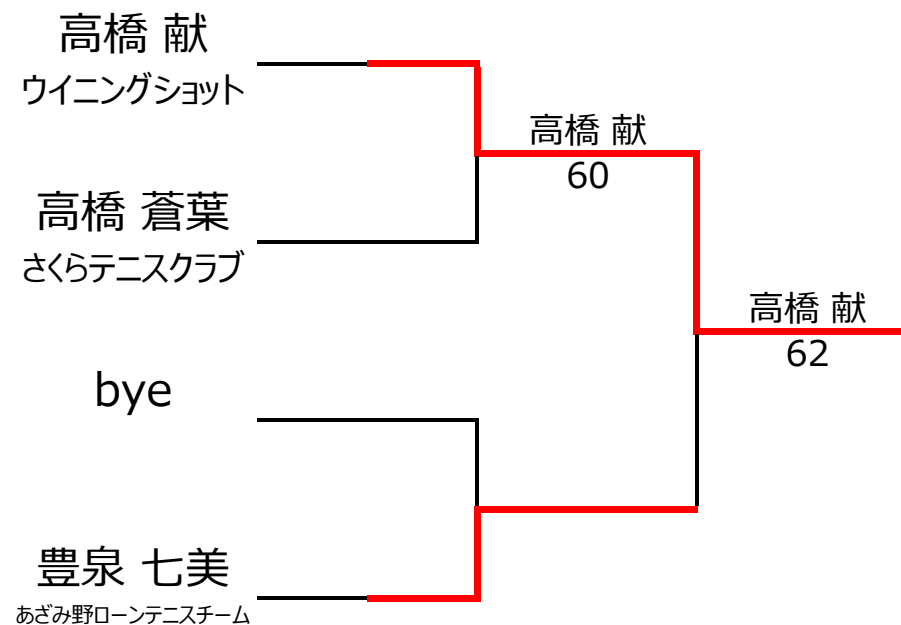 高橋 献
ウイニングショット
高橋 献
60
高橋 蒼葉
さくらテニスクラブ
高橋 献
62
bye
豊泉 七美
あざみ野ローンテニスチーム